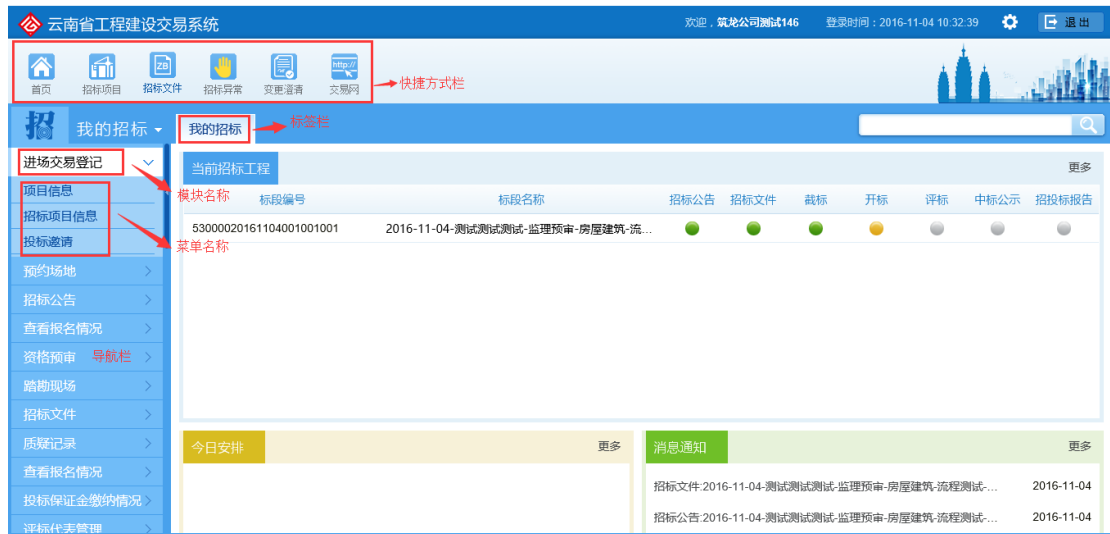 云南省工程建设交易系统
欢迎，筑龙公司测试146 登录时间：2016-11-04 10:32:39 退出
ZB http://
首页 招标项目 招标文件 招标异常 变更澄清 交易网 快捷方式栏
招 我的招标 我的招标 标签栏
进场交易登记 当前招标工程 更多
项目信息 模块名称 标段编号 标段名称 招标公告 招标文件 截标 开标 评标 中标公示 招投标报告
招标项目信息
53000020161104001001001 2016-11-04-测试测试测试-监理预审-房屋建筑-流...
投标邀请 菜单名称
预约场地
招标公告
查看报名情况
资格预审 导航栏
踏勘现场
招标文件
质疑记录 今日安排 更多 消息通知 更多
查看报名情况
招标文件:2016-11-04-测试测试测试-监理预审-房屋建筑-流程测试-... 2016-11-04
投标保证金缴纳情况
招标公告:2016-11-04-测试测试测试-监理预审-房屋建筑-流程测试-... 2016-11-04
评标代表管理